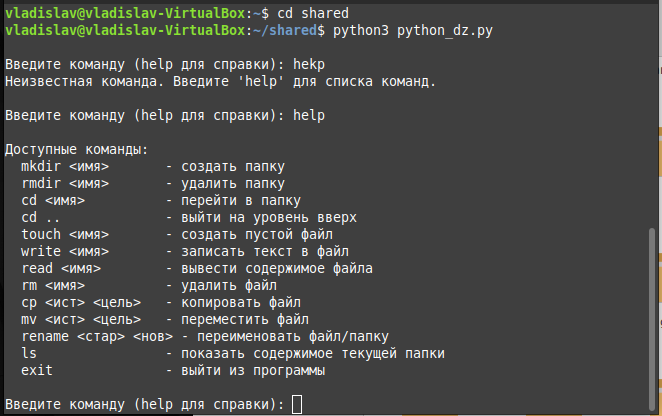 vladislav@vladislav-VirtualBox:~$ cd shared
vladislav@vladislav-VirtualBox:~/shared$ python3 python_dz.py
Введите команду (help для справки): hekp
Неизвестная команда. Введите 'help' для списка команд.
Введите команду (help для справки): help
Доступные команды:
mkdir <имя> - создать папку
rmdir <имя> - удалить папку
cd <имя> - перейти в папку
cd .. - выйти на уровень вверх
touch <имя> - создать пустой файл
write <имя> - записать текст в файл
read <имя> - вывести содержимое файла
rm <имя> - удалить файл
cp <ист> <цель> - копировать файл
mv <ист> <цель> - переместить файл
rename <стар> <нов> - переименовать файл/папку
ls - показать содержимое текущей папки
exit - выйти из программы
Введите команду (help для справки):